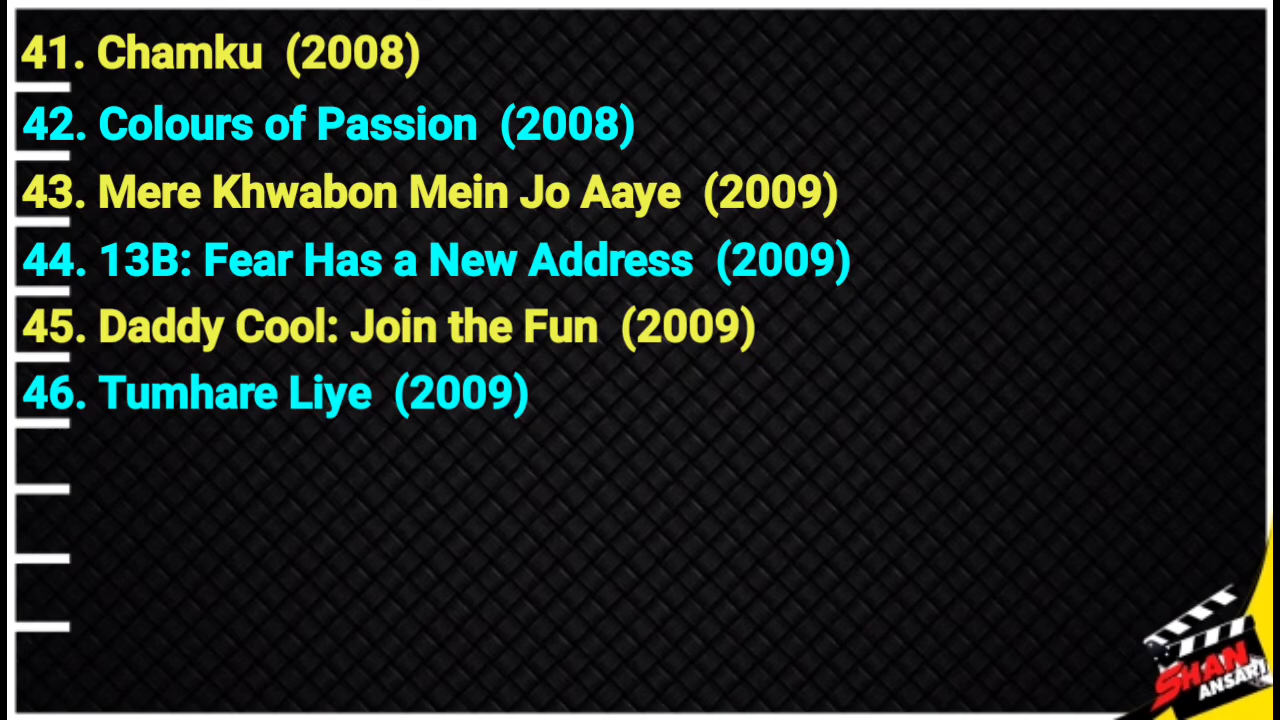 41. Chamku (2008)
42. Colours of Passion (2008)
43. Mere Khwabon Mein Jo Aaye (2009)
44. 13B: Fear Has a New Address (2009)
45. Daddy Cool: Join the Fun (2009)
46. Tumhare Liye (2009)
SHAN
ANSARI